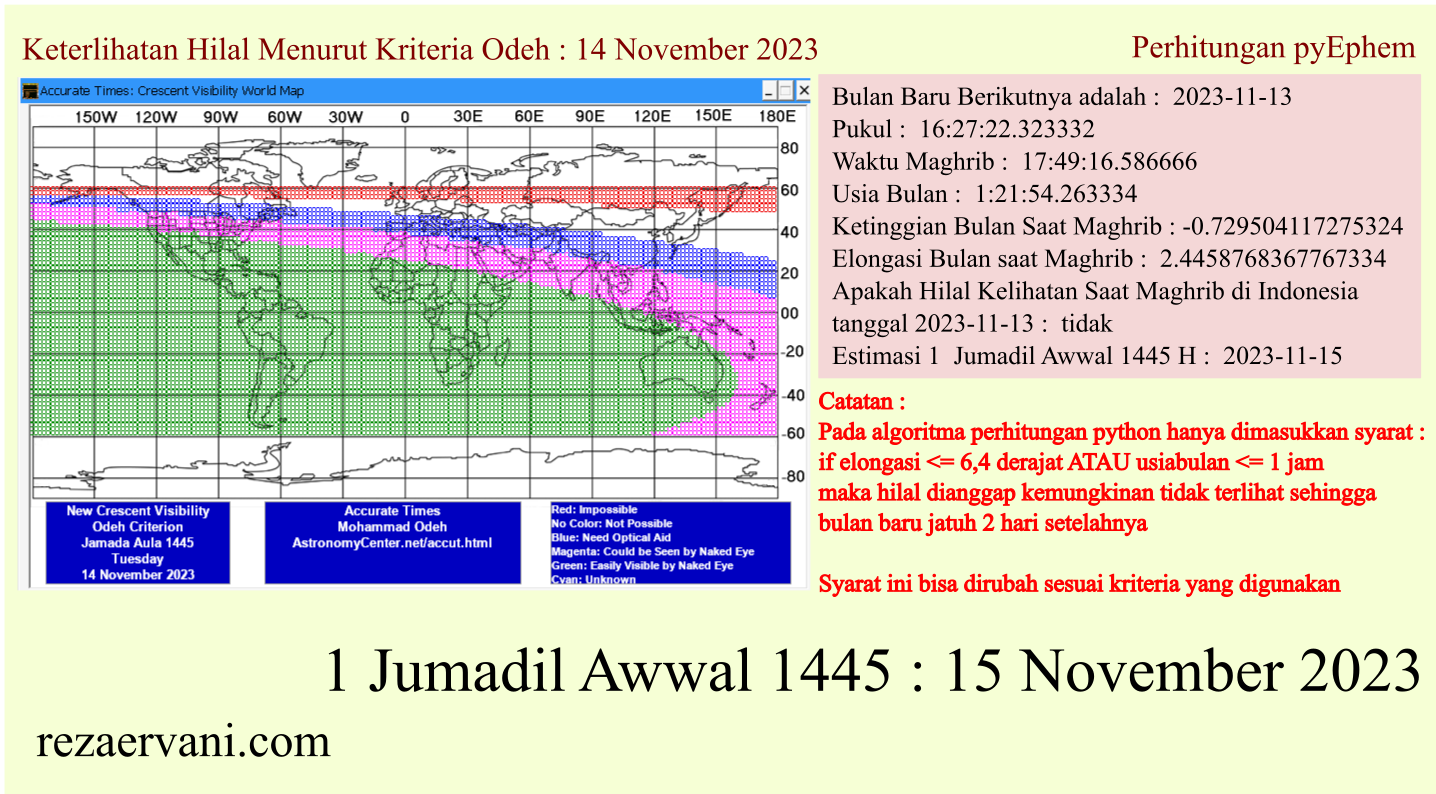 Keterlihatan Hilal Menurut Kriteria Odeh : 14 November 2023
Perhitungan pyEphem
Accurate Times: Crescent Visibility World Map
150W 120W 90W 60W 30W 0 30E 60E 90E 120E 150E 180E
80
60
40
20
00
-20
-40
-60
-80
New Crescent Visibility
Odeh Criterion
Jamada Aula 1445
Tuesday
14 November 2023
Accurate Times
Mohammad Odeh
AstronomyCenter.net/accut.html
Red: Impossible
No Color: Not Possible
Blue: Need Optical Aid
Magenta: Could be Seen by Naked Eye
Green: Easily Visible by Naked Eye
Cyan: Unknown
Bulan Baru Berikutnya adalah : 2023-11-13
Pukul : 16:27:22.323332
Waktu Maghrib : 17:49:16.586666
Usia Bulan : 1:21:54.263334
Ketinggian Bulan Saat Maghrib : -0.729504117275324
Elongasi Bulan saat Maghrib : 2.4458768367767334
Apakah Hilal Kelihatan Saat Maghrib di Indonesia
tanggal 2023-11-13 : tidak
Estimasi 1 Jumadil Awwal 1445 H : 2023-11-15
Catatan :
Pada algoritma perhitungan python hanya dimasukkan syarat :
if elongasi <= 6,4 derajat ATAU usiabulan <= 1 jam
maka hilal dianggap kemungkinan tidak terlihat sehingga
bulan baru jatuh 2 hari setelahnya
Syarat ini bisa dirubah sesuai kriteria yang digunakan
1 Jumadil Awwal 1445 : 15 November 2023
rezaervani.com